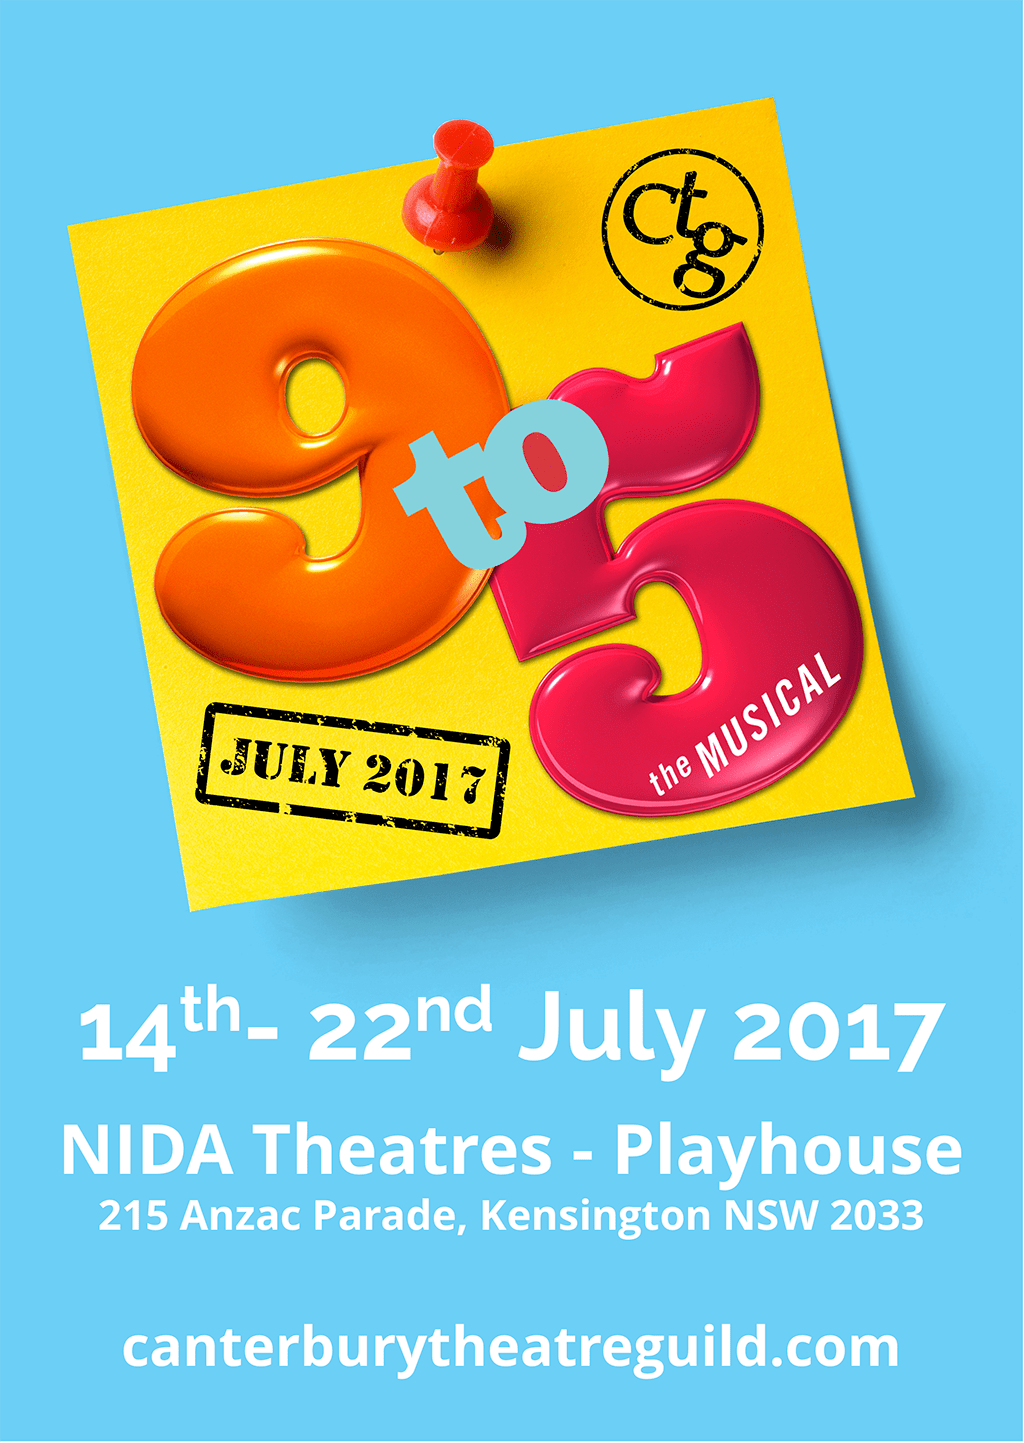 ctg
9 to 5
the MUSICAL
JULY 2017
14th- 22nd July 2017
NIDA Theatres - Playhouse
215 Anzac Parade, Kensington NSW 2033
canterburytheatreguild.com